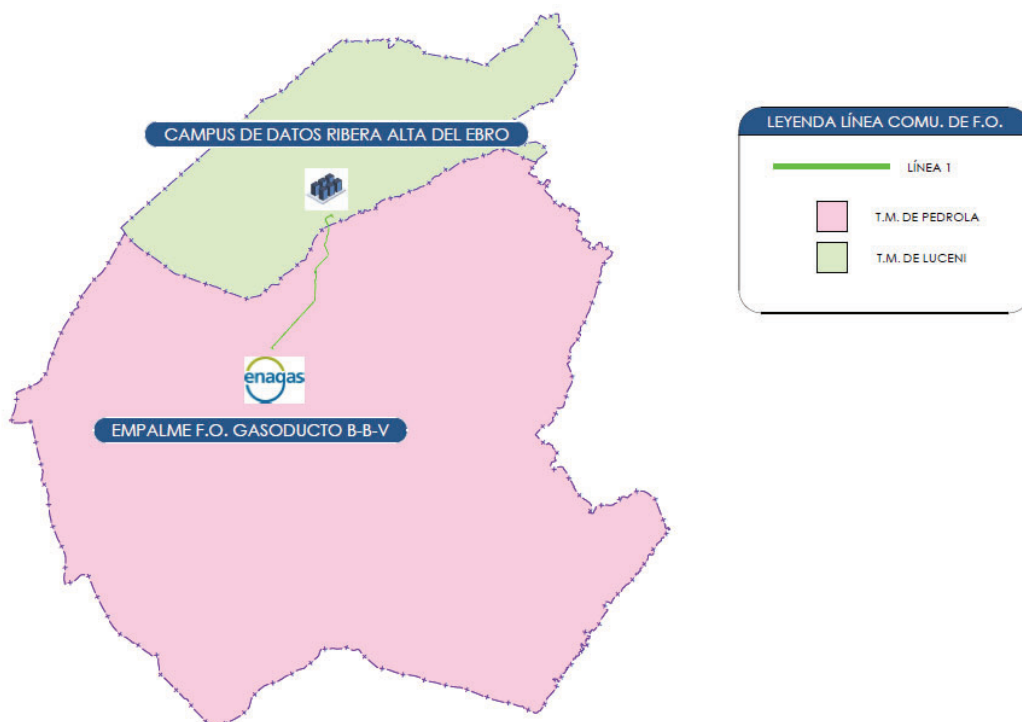 CAMPUS DE DATOS RIBERA ALTA DEL EBRO
enagas
EMPALME F.O. GASODUCTO B-B-V
LEYENDA LÍNEA COMU. DE F.O.
LÍNEA 1
T.M. DE PEDROLA
T.M. DE LUCENI